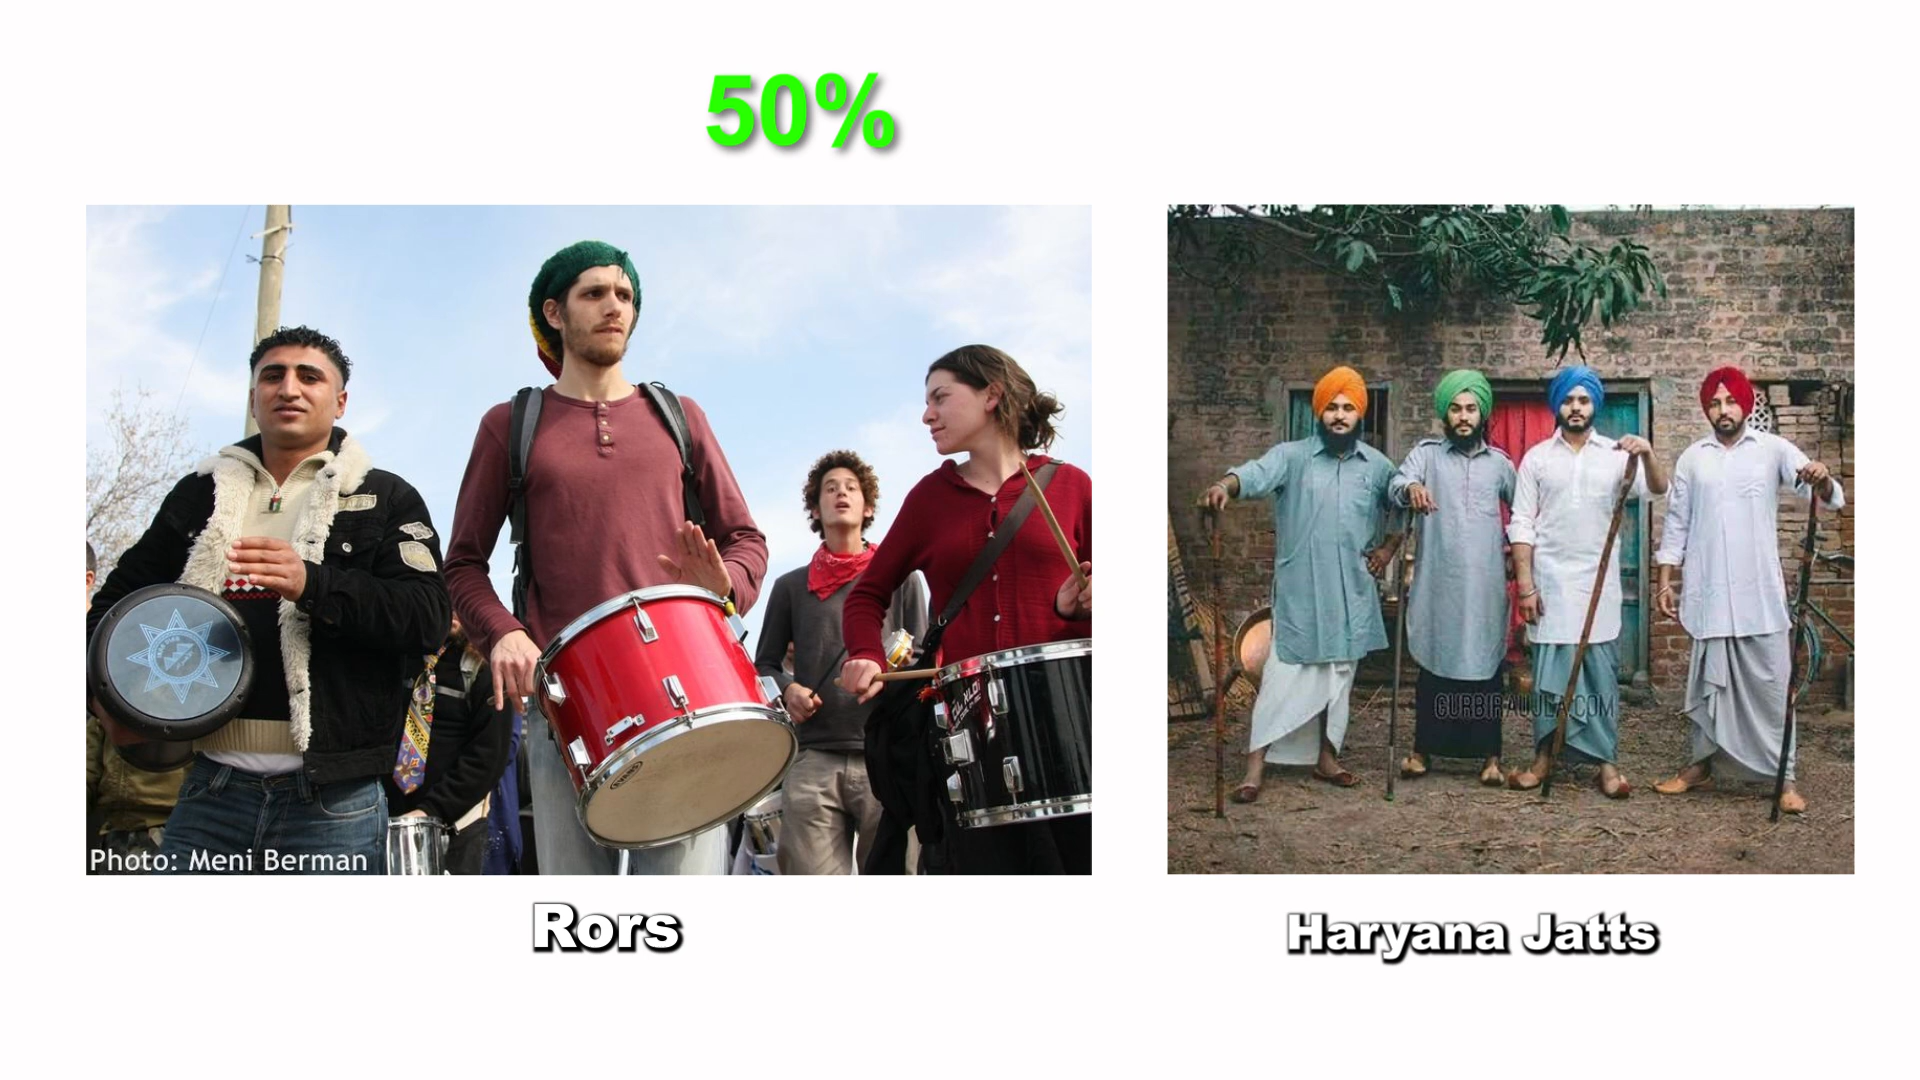 50%
GURBIRAUJLA.COM
Photo: Meni Berman
Rors
Haryana Jatts